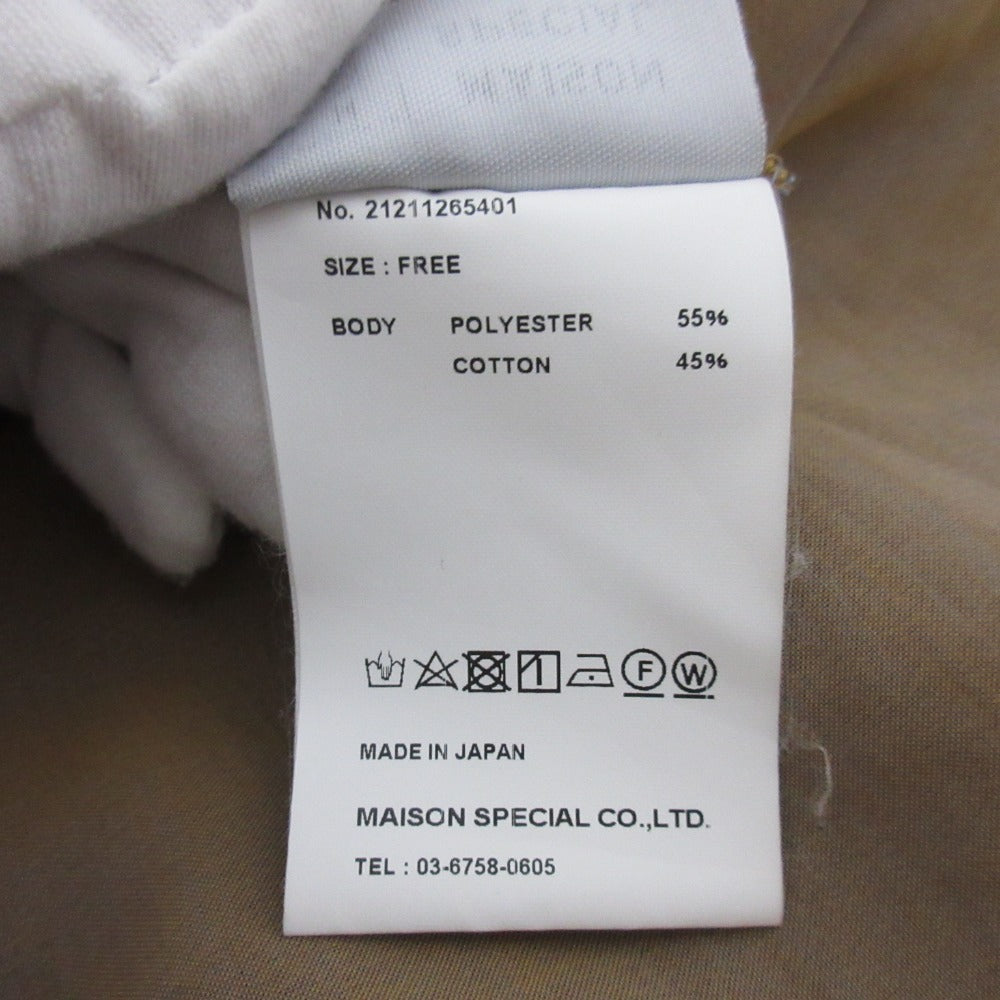 No. 21211265401
SIZE : FREE
BODY POLYESTER 55%
COTTON 45%
F W
MADE IN JAPAN
MAISON SPECIAL CO.,LTD.
TEL : 03-6758-0605